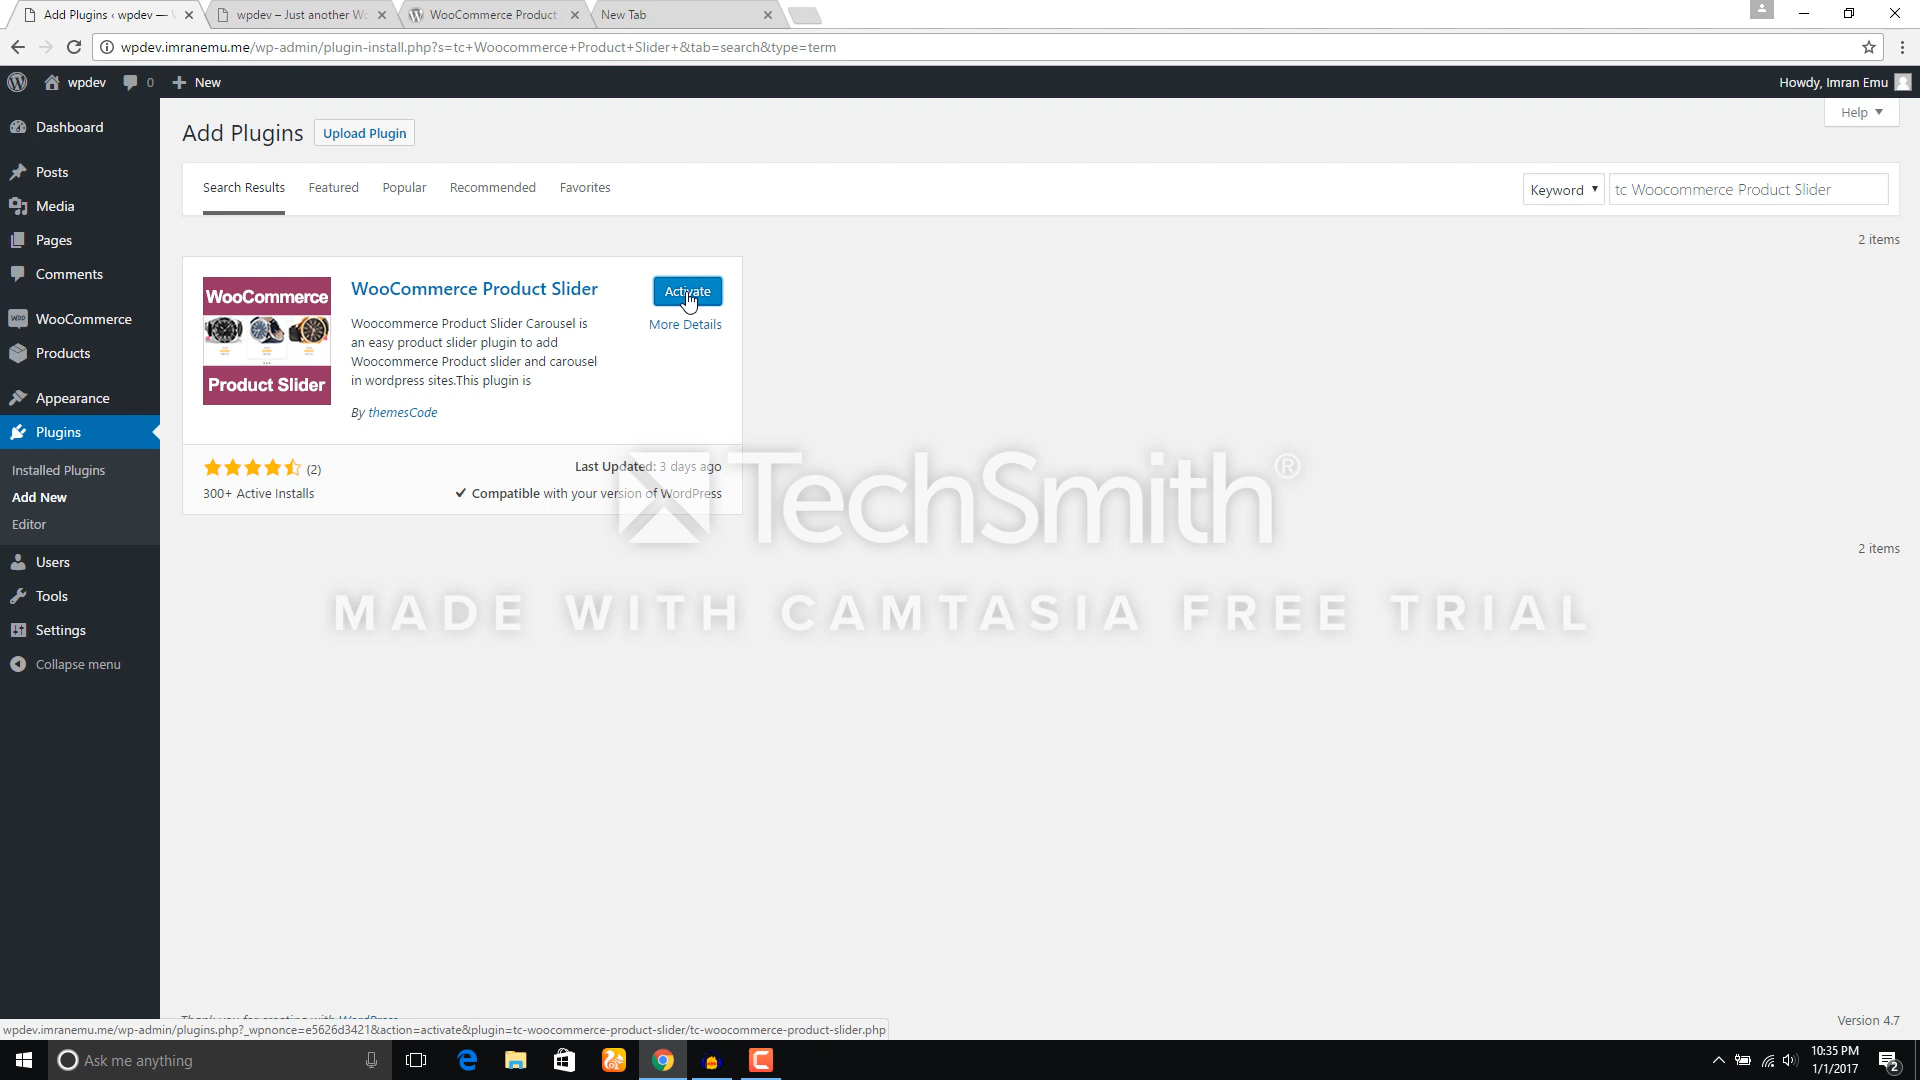 Add Plugins ‹ wpdev —
wpdev – Just another Wo
WooCommerce Product
New Tab
wpdev.imranemu.me/wp-admin/plugin-install.php?s=tc+Woocommerce+Product+Slider+&tab=search&type=term
wpdev
0
New
Howdy, Imran Emu
Dashboard
Posts
Media
Pages
Comments
WooCommerce
Products
Appearance
Plugins
Installed Plugins
Add New
Editor
Users
Tools
Settings
Collapse menu
Add Plugins
Upload Plugin
Help
Search Results Featured Popular Recommended Favorites
Keyword
tc Woocommerce Product Slider
2 items
WooCommerce
Product Slider
WooCommerce Product Slider
Activate
More Details
Woocommerce Product Slider Carousel is
an easy product slider plugin to add
Woocommerce Product slider and carousel
in wordpress sites.This plugin is
By themesCode
(2)
300+ Active Installs
Last Updated: 3 days ago
✔ Compatible with your version of WordPress
TechSmith®
MADE WITH CAMTASIA FREE TRIAL
2 items
Thank you for creating with WordPress
Version 4.7
wpdev.imranemu.me/wp-admin/plugins.php?_wpnonce=e5626d3421&action=activate&plugin=tc-woocommerce-product-slider/tc-woocommerce-product-slider.php
Ask me anything
10:35 PM
1/1/2017
2